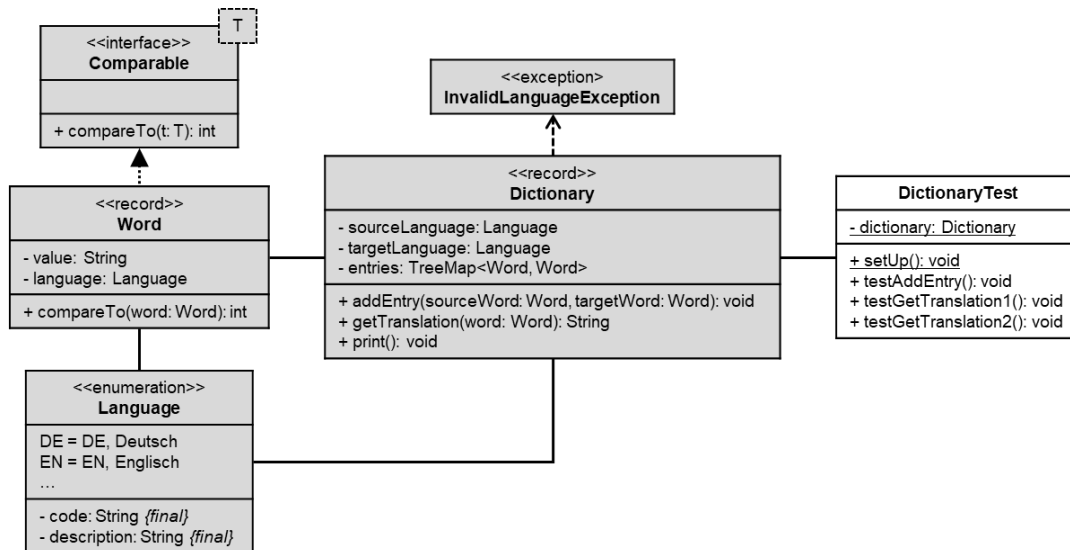 T
<<interface>>
Comparable
+ compareTo(t: T): int
<<exception>
InvalidLanguageException
<<record>>
Word
- value: String
- language: Language
+ compareTo(word: Word): int
<<record>>
Dictionary
- sourceLanguage: Language
- targetLanguage: Language
- entries: TreeMap<Word, Word>
+ addEntry(sourceWord: Word, targetWord: Word): void
+ getTranslation(word: Word): String
+ print(): void
DictionaryTest
- dictionary: Dictionary
+ setUp(): void
+ testAddEntry(): void
+ testGetTranslation1(): void
+ testGetTranslation2(): void
<<enumeration>>
Language
DE = DE, Deutsch
EN = EN, Englisch
…
- code: String {final}
- description: String {final}